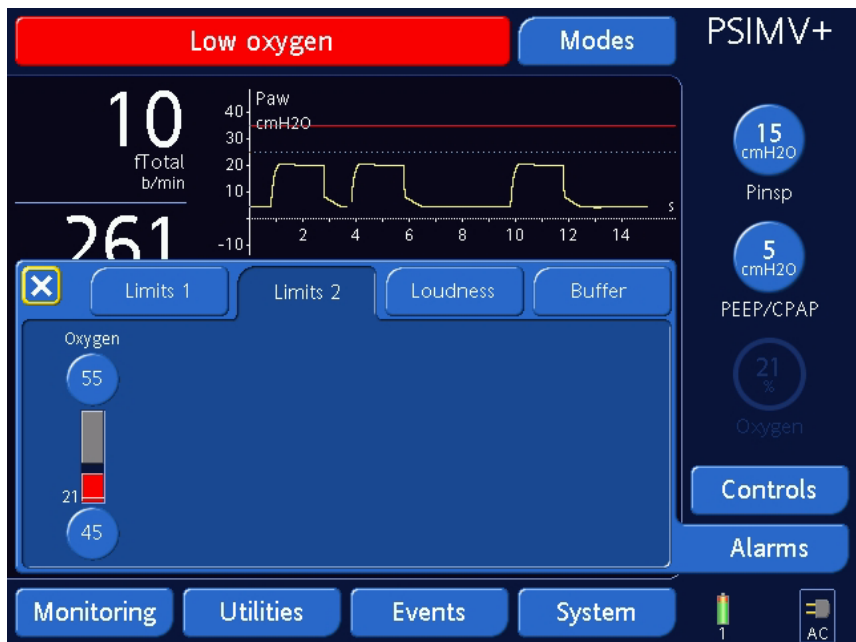 Low oxygen
Modes
PSIMV+
10
fTotal
b/min
40
Paw
cmH2O
30
20
10
-10
2
4
6
8
10
12
14
s
261
15
cmH2O
Pinsp
5
cmH2O
PEEP/CPAP
21
%
Oxygen
Limits 1
Limits 2
Loudness
Buffer
Oxygen
55
21
45
Controls
Alarms
Monitoring
Utilities
Events
System
1
AC